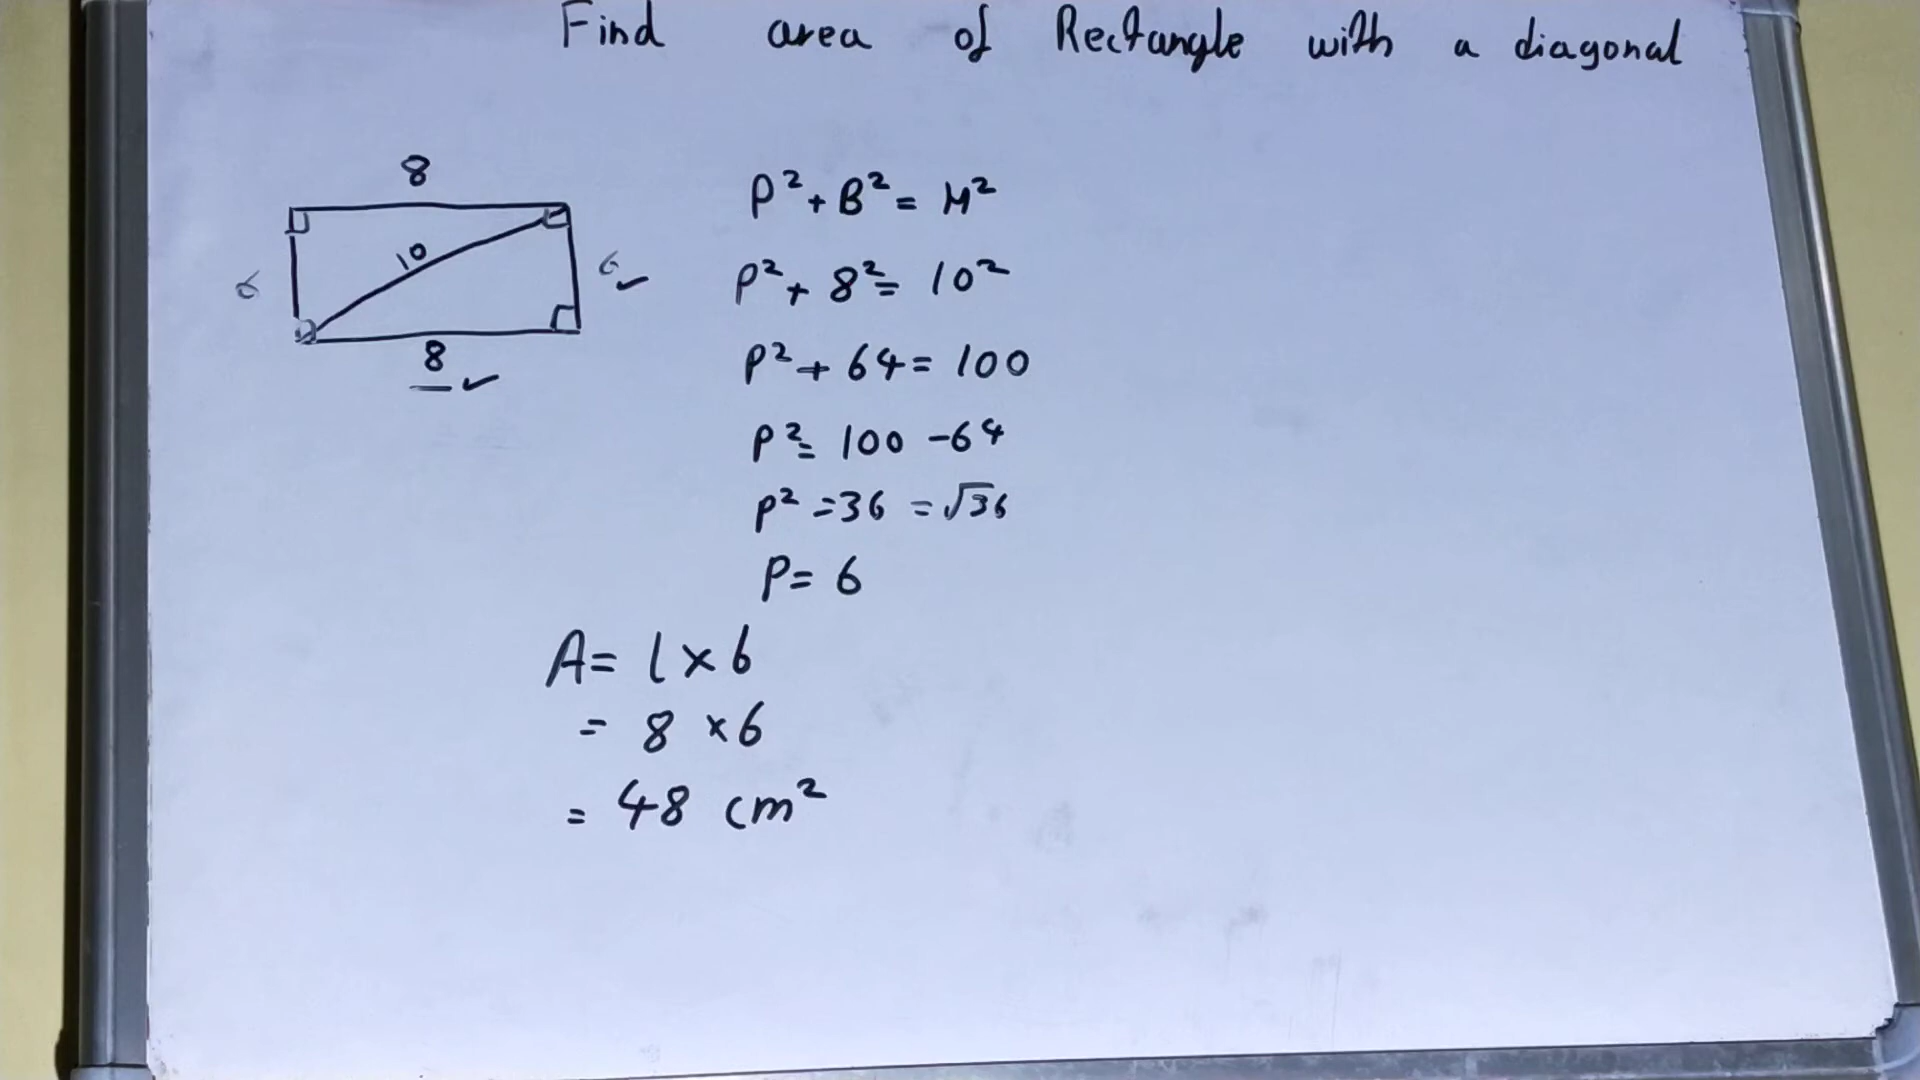 Find area of Rectangle with a diagonal
8
10
6
6 ✓
8 ✓
P² + B² = H²
P² + 8² = 10²
P² + 64 = 100
P² = 100 - 64
P² = 36 = √36
P = 6
A = l × b
= 8 × 6
= 48 cm²